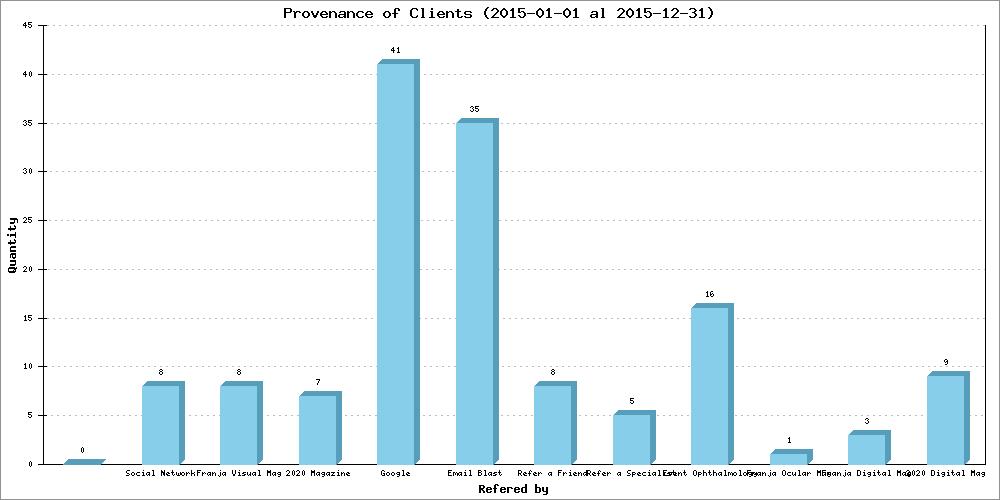 Provenance of Clients (2015-01-01 al 2015-12-31)
45
40
35
30
25
20
15
10
5
0
Quantity
0
8
8
7
41
35
8
5
16
1
3
9
Social Network
Franja Visual Mag
2020 Magazine
Google
Email Blast
Refer a Friend
Refer a Specialist
Event Ophthalmology
Franja Ocular Mag
Franja Digital Mag
2020 Digital Mag
Refered by